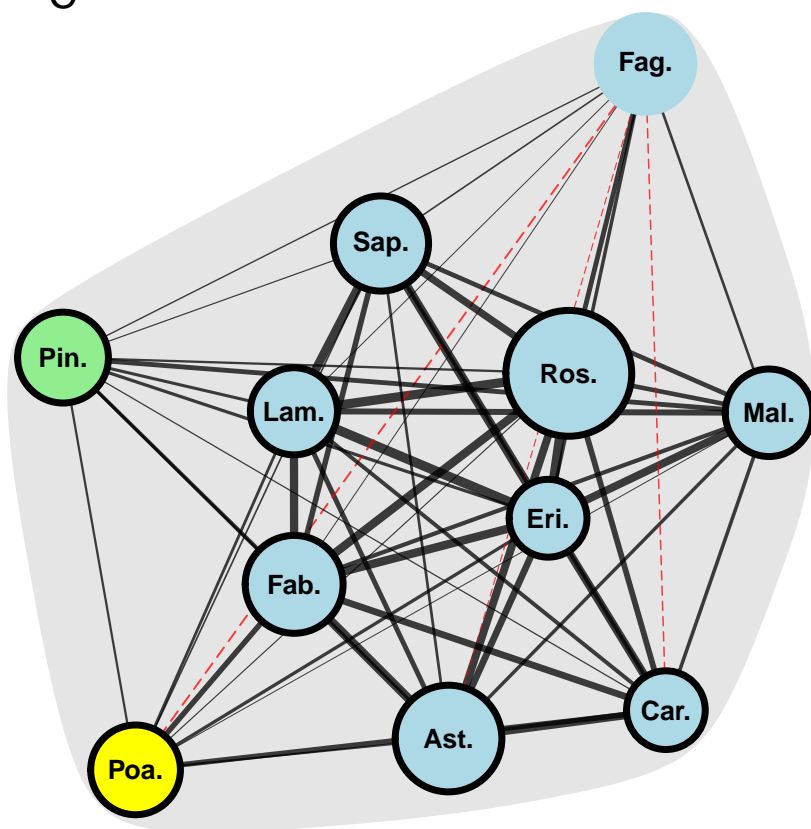 Fag.
Sap.
Pin.
Ros.
Lam.
Mal.
Eri.
Fab.
Car.
Ast.
Poa.